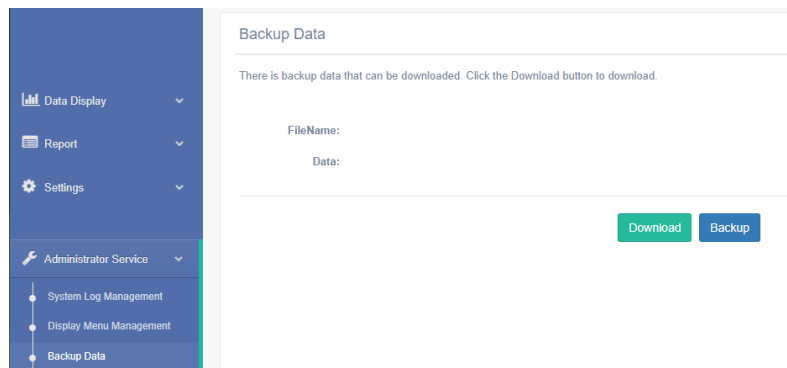 Backup Data
There is backup data that can be downloaded. Click the Download button to download.
FileName:
Data:
Download
Backup
Data Display
Report
Settings
Administrator Service
System Log Management
Display Menu Management
Backup Data